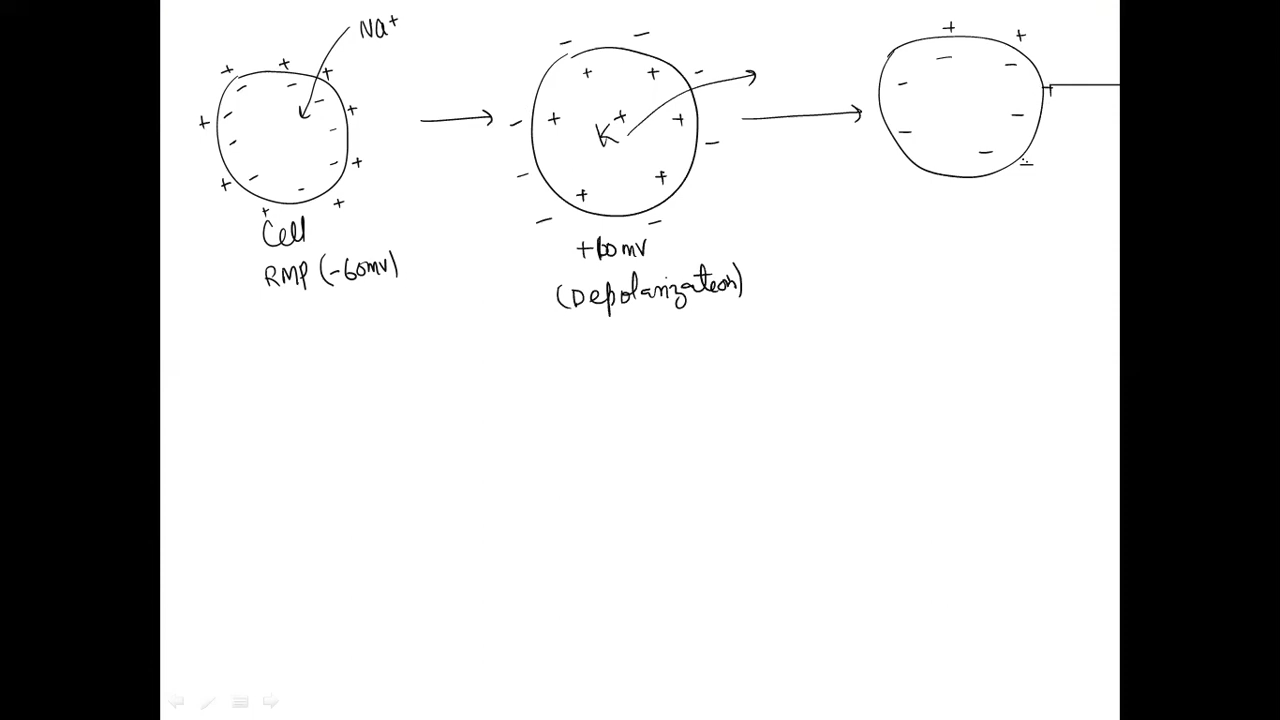 Na+
K+
Cell
RMP (-60mv)
+60mv
(Depolarization)